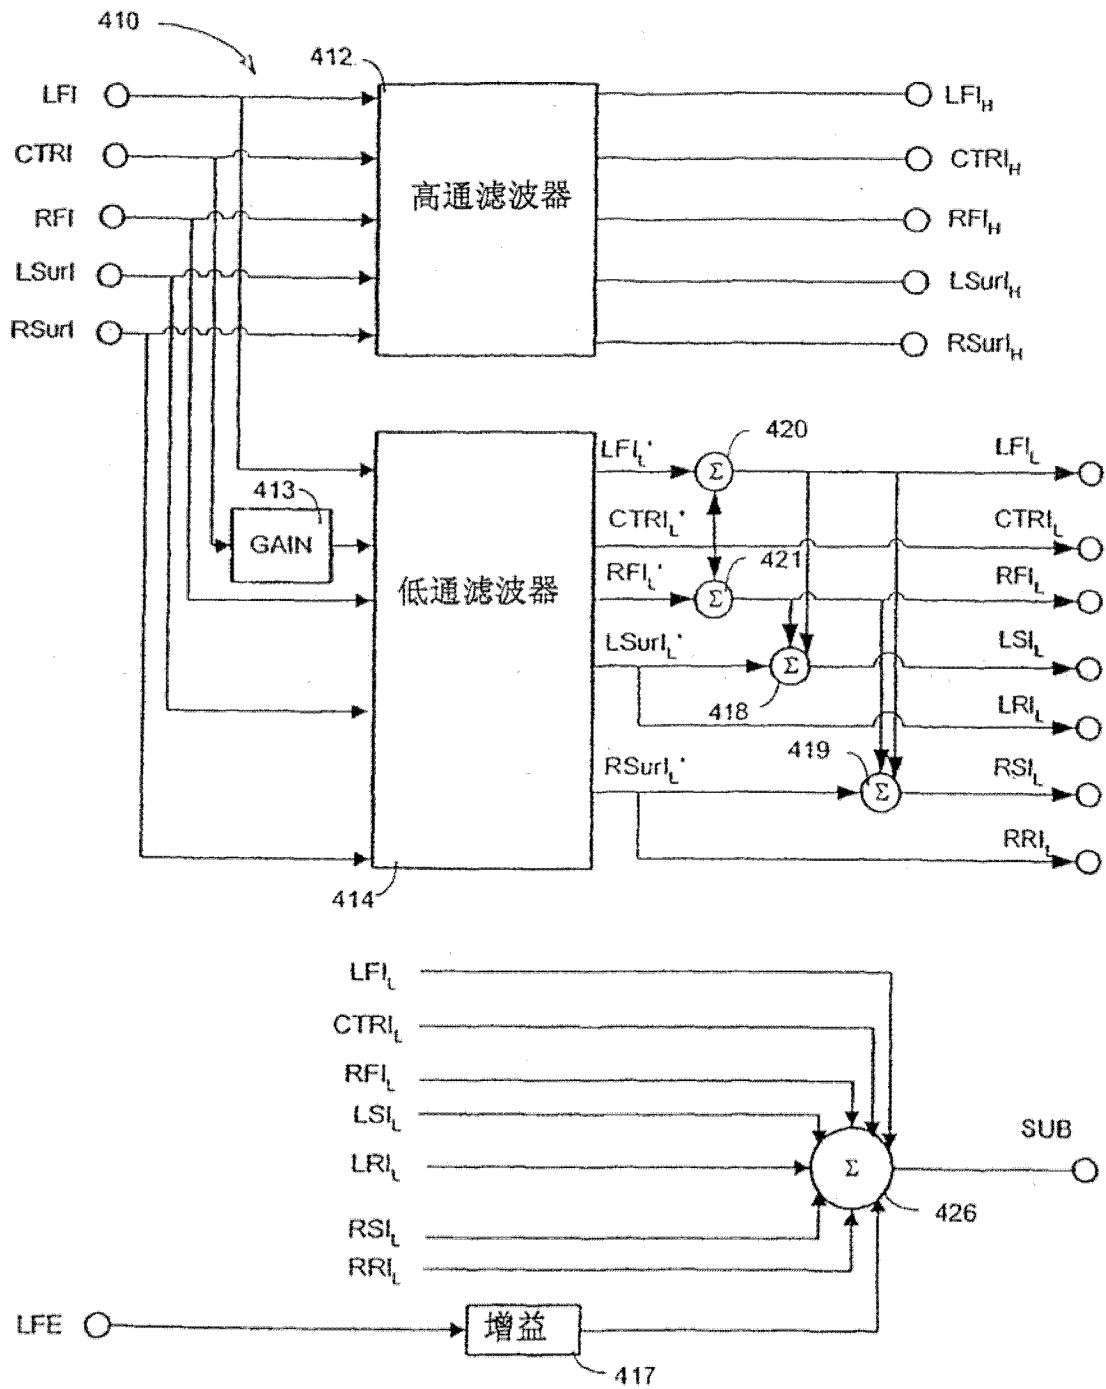 410
412
LFI
CTRI
RFI
LSurI
RSurI
高通滤波器
LFI_H
CTRI_H
RFI_H
LSurI_H
RSurI_H
413
GAIN
低通滤波器
414
LFI_L'
CTRI_L'
RFI_L'
LSurI_L'
RSurI_L'
Σ
420
Σ
421
Σ
418
Σ
419
LFI_L
CTRI_L
RFI_L
LSI_L
LRI_L
RSI_L
RRI_L
LFI_L
CTRI_L
RFI_L
LSI_L
LRI_L
RSI_L
RRI_L
Σ
426
SUB
LFE
增益
417